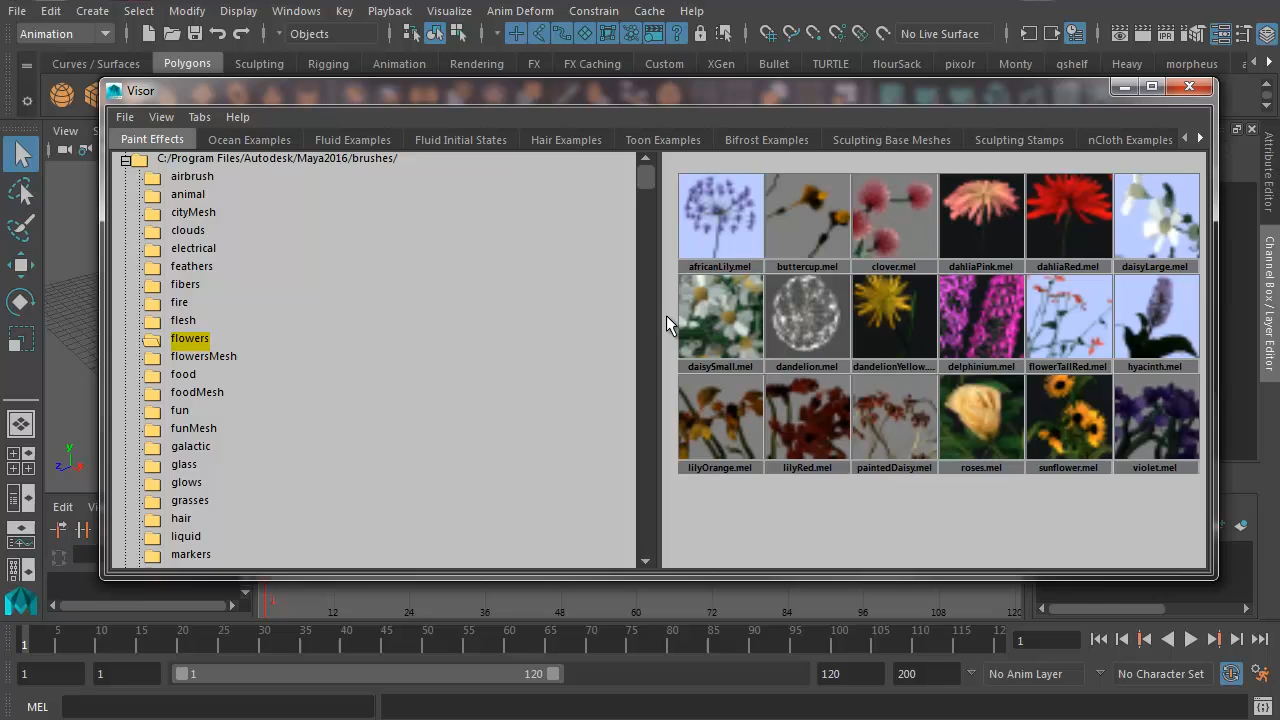 File Edit Create Select Modify Display Windows Key Playback Visualize Anim Deform Constrain Cache Help
Animation Objects No Live Surface
Curves / Surfaces Polygons Sculpting Rigging Animation Rendering FX FX Caching Custom XGen Bullet TURTLE flourSack pixoJr Monty qshelf Heavy morpheus
Visor
File View Tabs Help
View
Paint Effects Ocean Examples Fluid Examples Fluid Initial States Hair Examples Toon Examples Bifrost Examples Sculpting Base Meshes Sculpting Stamps nCloth Examples
C:/Program Files/Autodesk/Maya2016/brushes/
airbrush
animal
cityMesh
clouds
electrical
feathers
fibers
fire
flesh
flowers
flowersMesh
food
foodMesh
fun
funMesh
galactic
glass
glows
grasses
hair
liquid
markers
africanLily.mel buttercup.mel clover.mel dahliaPink.mel dahliaRed.mel daisyLarge.mel
daisySmall.mel dandelion.mel dandelionYellow.... delphinium.mel flowerTallRed.mel hyacinth.mel
lilyOrange.mel lilyRed.mel paintedDaisy.mel roses.mel sunflower.mel violet.mel
Attribute Editor
Channel Box / Layer Editor
y
z x
Edit
12 24 36 48 60 72 84 96 108 120
1 5 10 15 20 25 30 35 40 45 50 55 60 65 70 75 80 85 90 95 100 105 110 115 12 1
1 1 1 120 120 200 No Anim Layer No Character Set
MEL